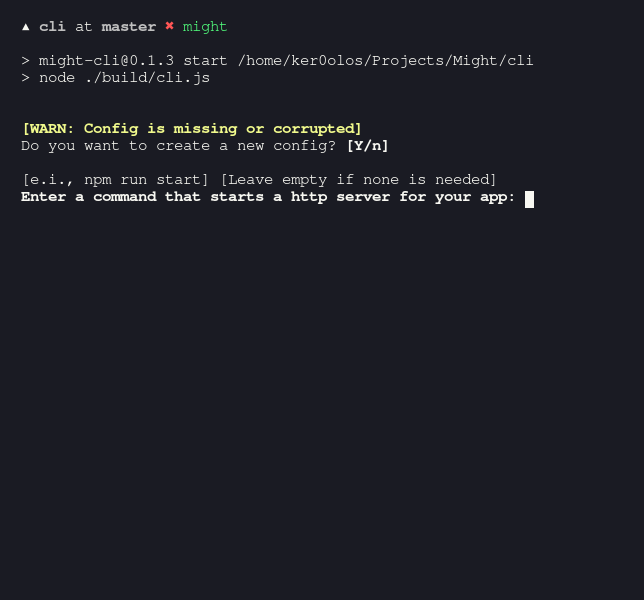 ▲ cli at master ✖ might
> might-cli@0.1.3 start /home/ker0olos/Projects/Might/cli
> node ./build/cli.js
[WARN: Config is missing or corrupted]
Do you want to create a new config? [Y/n]
[e.i., npm run start] [Leave empty if none is needed]
Enter a command that starts a http server for your app: